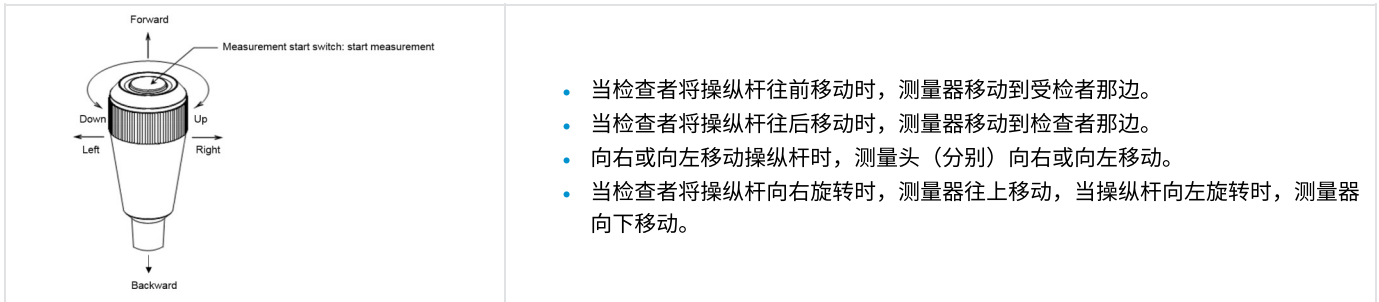 Forward
Measurement start switch: start measurement
Down
Up
Left
Right
Backward
• 当检查者将操纵杆往前移动时，测量器移动到受检者那边。
• 当检查者将操纵杆往后移动时，测量器移动到检查者那边。
• 向右或向左移动操纵杆时，测量头（分别）向右或向左移动。
• 当检查者将操纵杆向右旋转时，测量器往上移动，当操纵杆向左旋转时，测量器
向下移动。